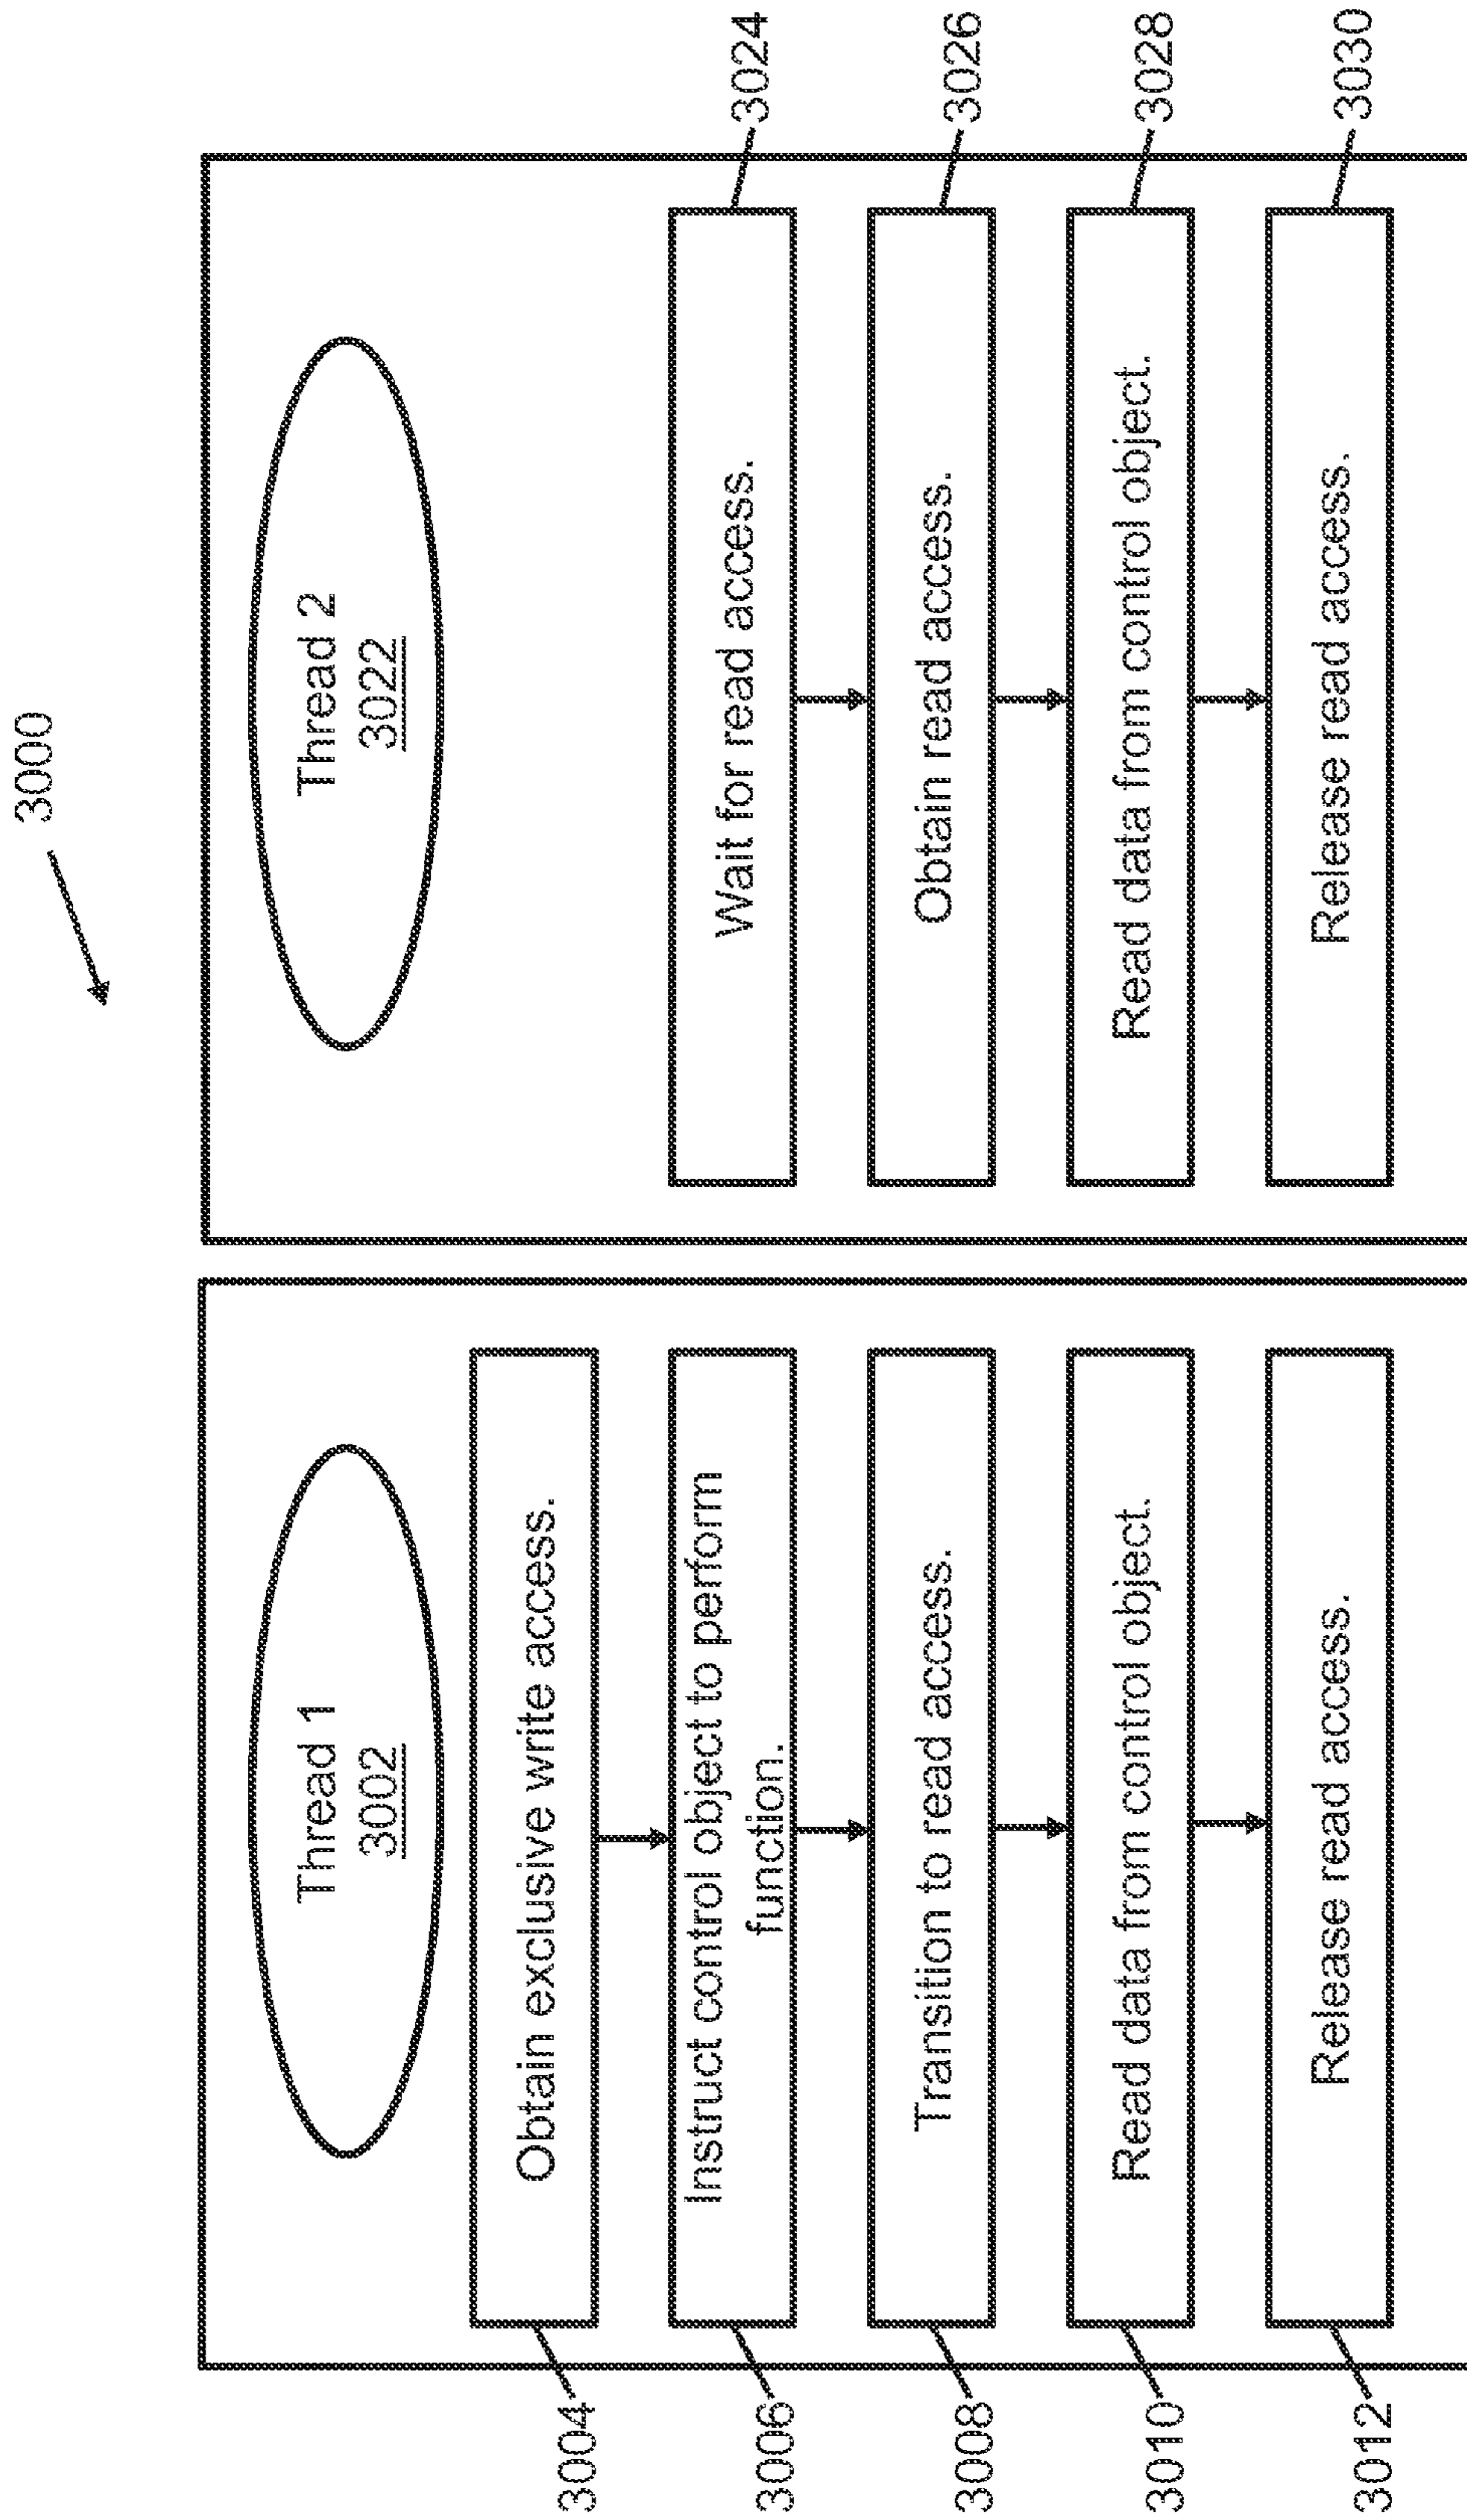 3000
Thread 1
3002
3004
Obtain exclusive write access.
3006
Instruct control object to perform
function.
3008
Transition to read access.
3010
Read data from control object.
3012
Release read access.
Thread 2
3022
Wait for read access.
3024
Obtain read access.
3026
Read data from control object.
3028
Release read access.
3030